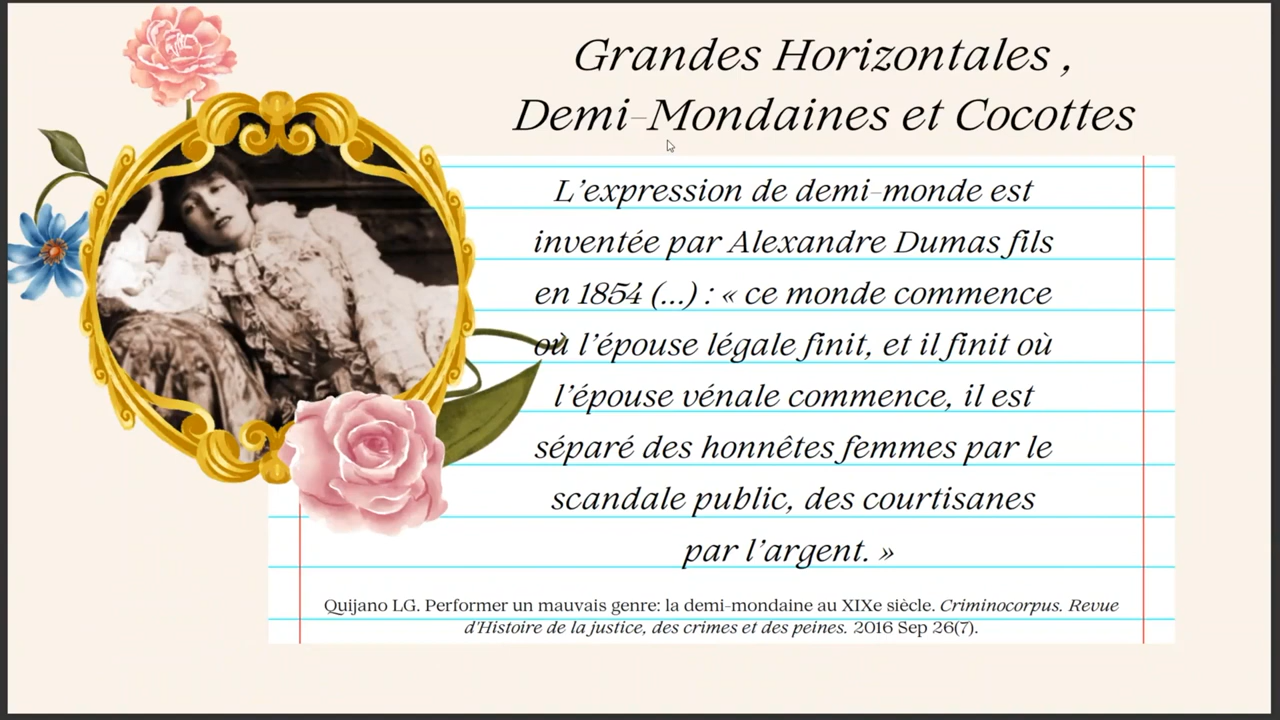 Grandes Horizontales ,
Demi-Mondaines et Cocottes
L'expression de demi-monde est
inventée par Alexandre Dumas fils
en 1854 (...) : « ce monde commence
où l'épouse légale finit, et il finit où
l'épouse vénale commence, il est
séparé des honnêtes femmes par le
scandale public, des courtisanes
par l'argent. »
Quijano LG. Performer un mauvais genre: la demi-mondaine au XIXe siècle. Criminocorpus. Revue
d'Histoire de la justice, des crimes et des peines. 2016 Sep 26(7).